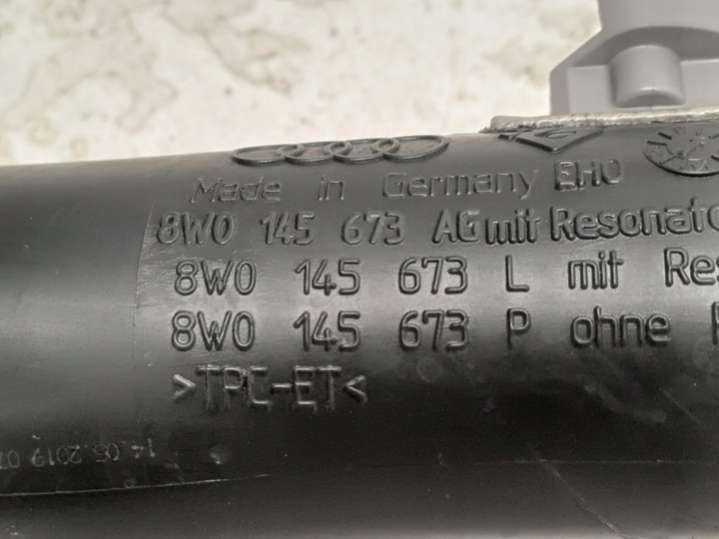 Made in Germany EHO
8W0 145 673 AG mit Resonato
8W0 145 673 L mit Res
8W0 145 673 P ohne
>TPC-ET<
14.05.2019 07